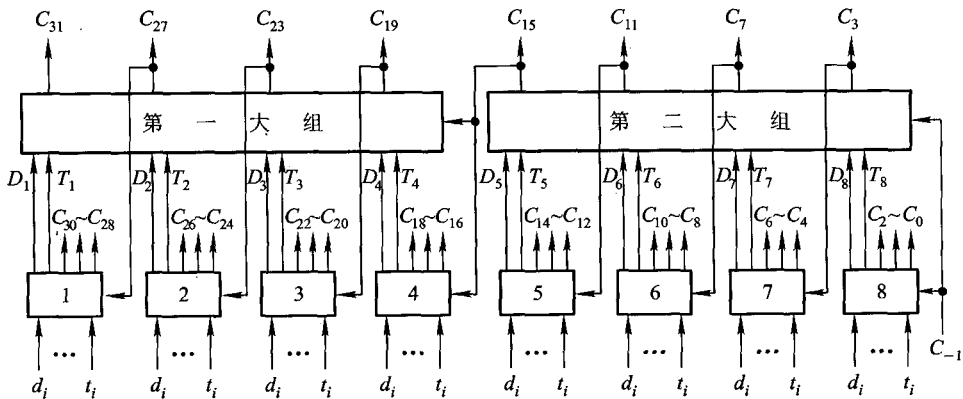 C₃₁ C₂₇ C₂₃ C₁₉ C₁₅ C₁₁ C₇ C₃
第一大组 第二大组
D₁ T₁ D₂ T₂ D₃ T₃ D₄ T₄ D₅ T₅ D₆ T₆ D₇ T₇ D₈ T₈
C₃₀~C₂₈ C₂₆~C₂₄ C₂₂~C₂₀ C₁₈~C₁₆ C₁₄~C₁₂ C₁₀~C₈ C₆~C₄ C₂~C₀
1 2 3 4 5 6 7 8
... ... ... ... ... ... ... ... C₋₁
dᵢ tᵢ dᵢ tᵢ dᵢ tᵢ dᵢ tᵢ dᵢ tᵢ dᵢ tᵢ dᵢ tᵢ dᵢ tᵢ